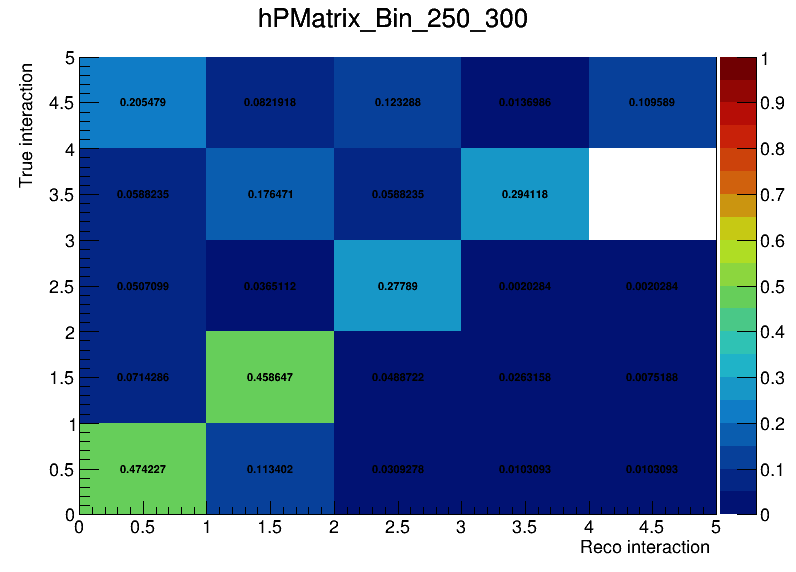 hPMatrix_Bin_250_300
True interaction
5
4.5
4
3.5
3
2.5
2
1.5
1
0.5
0
0.205479 0.0821918 0.123288 0.0136986 0.109589
0.0588235 0.176471 0.0588235 0.294118
0.0507099 0.0365112 0.27789 0.0020284 0.0020284
0.0714286 0.458647 0.0488722 0.0263158 0.0075188
0.474227 0.113402 0.0309278 0.0103093 0.0103093
0 0.5 1 1.5 2 2.5 3 3.5 4 4.5 5
Reco interaction
1
0.9
0.8
0.7
0.6
0.5
0.4
0.3
0.2
0.1
0